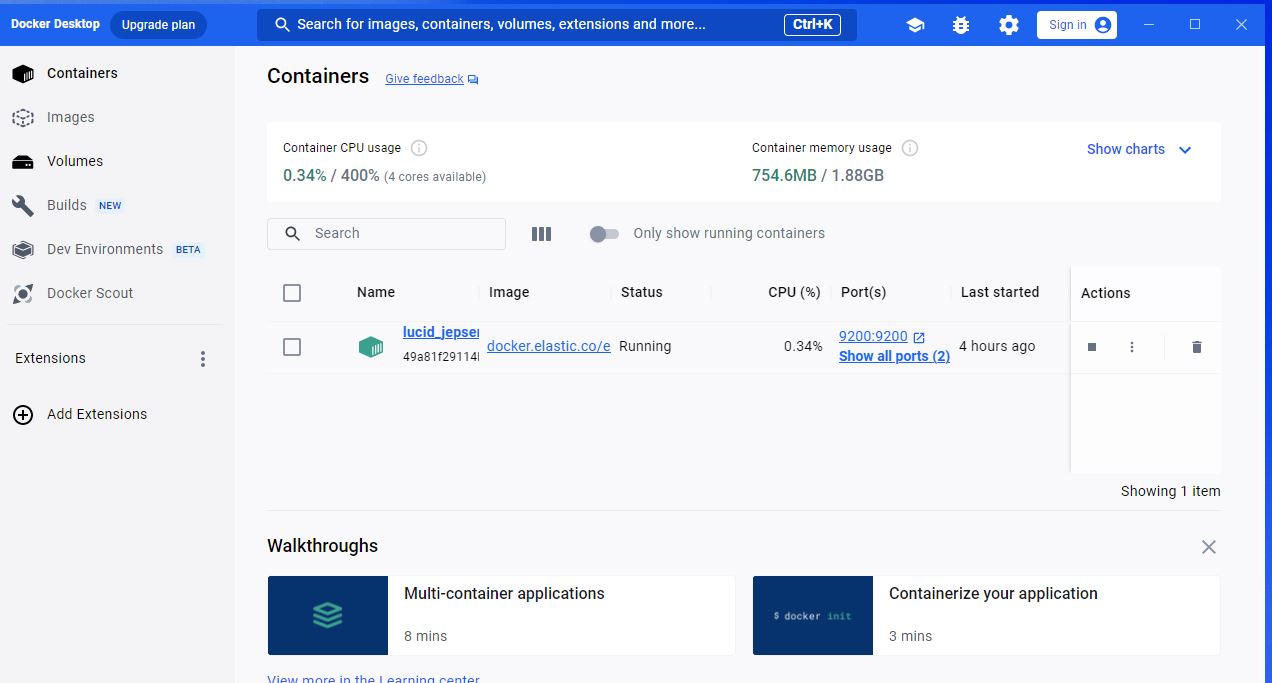 Docker Desktop Upgrade plan Search for images, containers, volumes, extensions and more... Ctrl+K Sign in
Containers
Images
Volumes
Builds NEW
Dev Environments BETA
Docker Scout
Extensions
Add Extensions
Containers Give feedback
Container CPU usage
0.34% / 400% (4 cores available)
Container memory usage
754.6MB / 1.88GB
Show charts
Search
Only show running containers
Name Image Status CPU (%) Port(s) Last started Actions
lucid_jepser
49a81f29114
docker.elastic.co/e
Running
0.34%
9200:9200
Show all ports (2)
4 hours ago
Showing 1 item
Walkthroughs
Multi-container applications
8 mins
$ docker init
Containerize your application
3 mins
View more in the Learning center